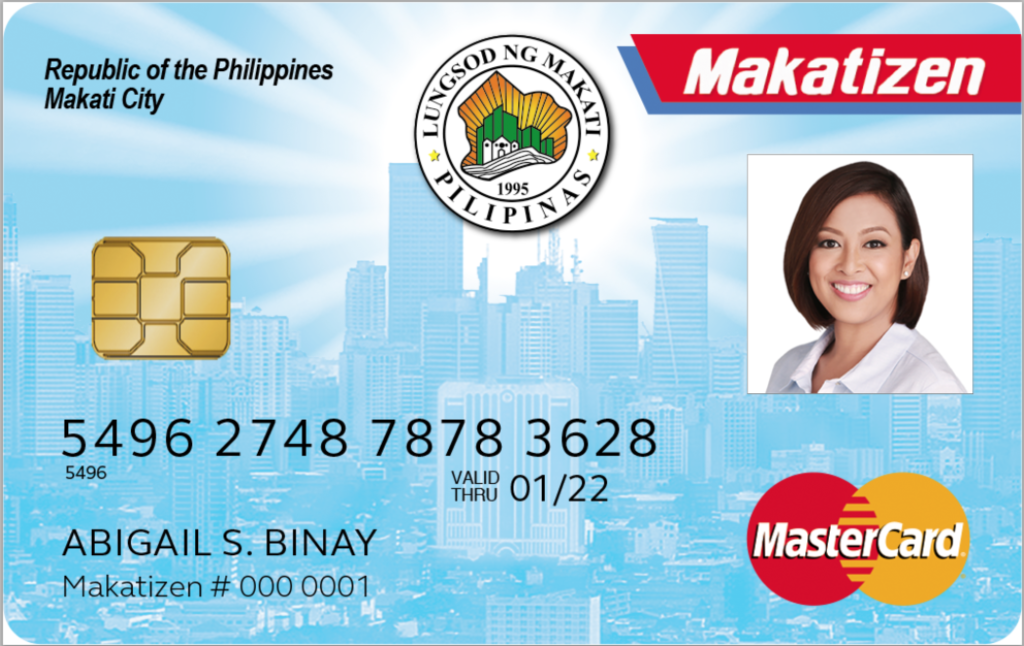 Republic of the Philippines
Makati City
LUNGSOD NG MAKATI
1995
PILIPINAS
Makatizen
5496 2748 7878 3628
5496
VALID
THRU 01/22
ABIGAIL S. BINAY
Makatizen # 000 0001
MasterCard